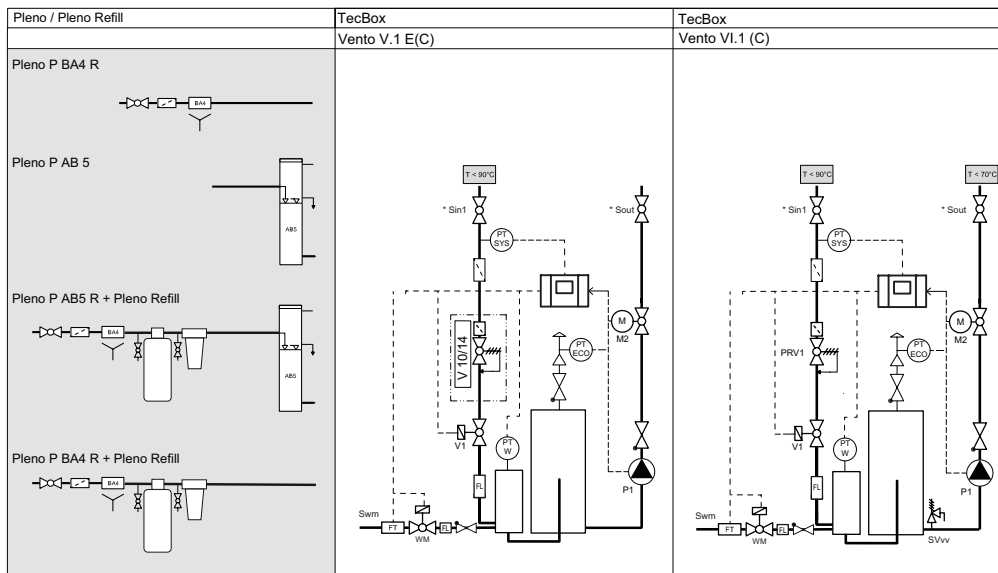 Pleno / Pleno Refill
TecBox
TecBox
Vento V.1 E(C)
Vento VI.1 (C)
Pleno P BA4 R
BA4
Pleno P AB 5
AB5
Pleno P AB5 R + Pleno Refill
BA4
AB5
Pleno P BA4 R + Pleno Refill
BA4
T < 90°C
* Sin1
* Sout
PT
SYS
M
M2
V 10/14
PT
ECO
V1
PT
W
FL
P1
Swm
FT
WM
FL
T < 90°C
T < 70°C
* Sin1
* Sout
PT
SYS
M
M2
PRV1
PT
ECO
V1
PT
W
FL
P1
Swm
FT
WM
FL
SVvv